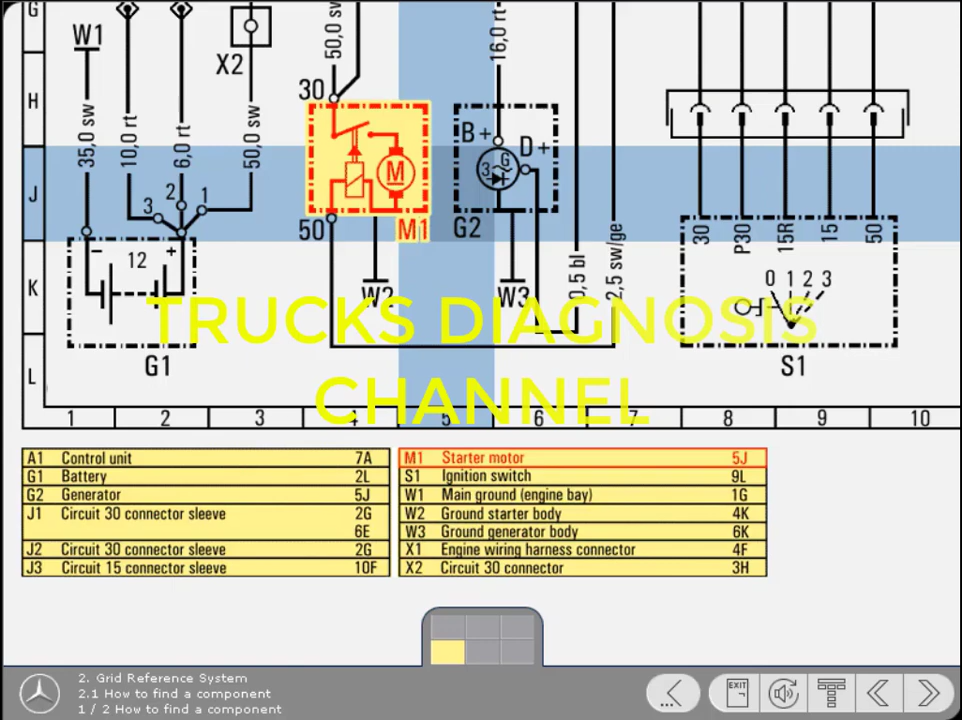 G
W1
X2
50,0 sw
16,0 rt
H
35,0 sw
10,0 rt
6,0 rt
50,0 sw
30
B+
D+
G
3
M
J
3
2
1
50
M1
G2
30
P30
15R
15
50
K
−
12
+
W2
W3
0,5 bl
2,5 sw/ge
0 1 2 3
TRUCKS DIAGNOSIS
CHANNEL
G1
S1
L
1 2 3 4 5 6 7 8 9 10
A1 Control unit 7A
G1 Battery 2L
G2 Generator 5J
J1 Circuit 30 connector sleeve 2G
6E
J2 Circuit 30 connector sleeve 2G
J3 Circuit 15 connector sleeve 10F
M1 Starter motor 5J
S1 Ignition switch 9L
W1 Main ground (engine bay) 1G
W2 Ground starter body 4K
W3 Ground generator body 6K
X1 Engine wiring harness connector 4F
X2 Circuit 30 connector 3H
2. Grid Reference System
2.1 How to find a component
1 / 2 How to find a component
...
EXIT